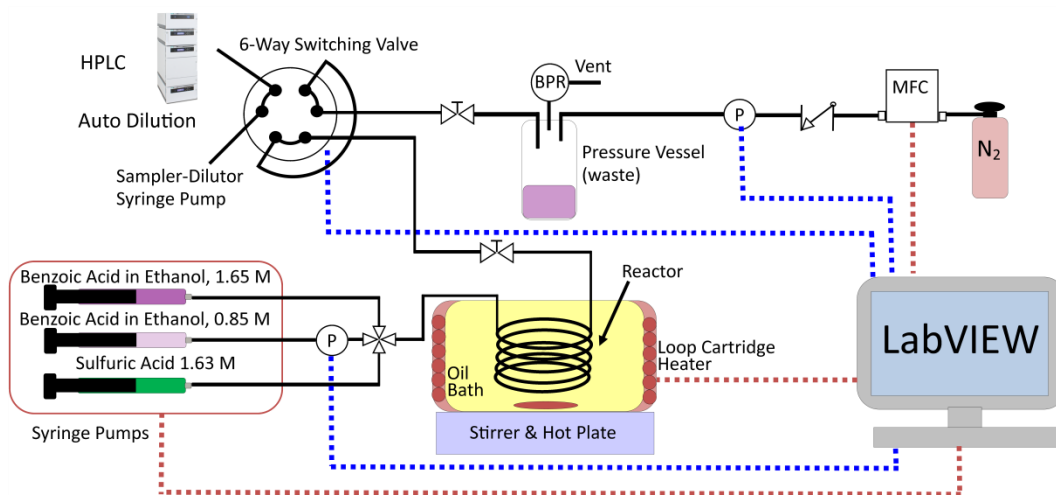 6-Way Switching Valve
HPLC
Auto Dilution
Sampler-Dilutor
Syringe Pump
BPR
Vent
Pressure Vessel
(waste)
P
MFC
N2
Benzoic Acid in Ethanol, 1.65 M
Benzoic Acid in Ethanol, 0.85 M
Sulfuric Acid 1.63 M
Syringe Pumps
P
Oil
Bath
Reactor
Loop Cartridge
Heater
Stirrer & Hot Plate
LabVIEW